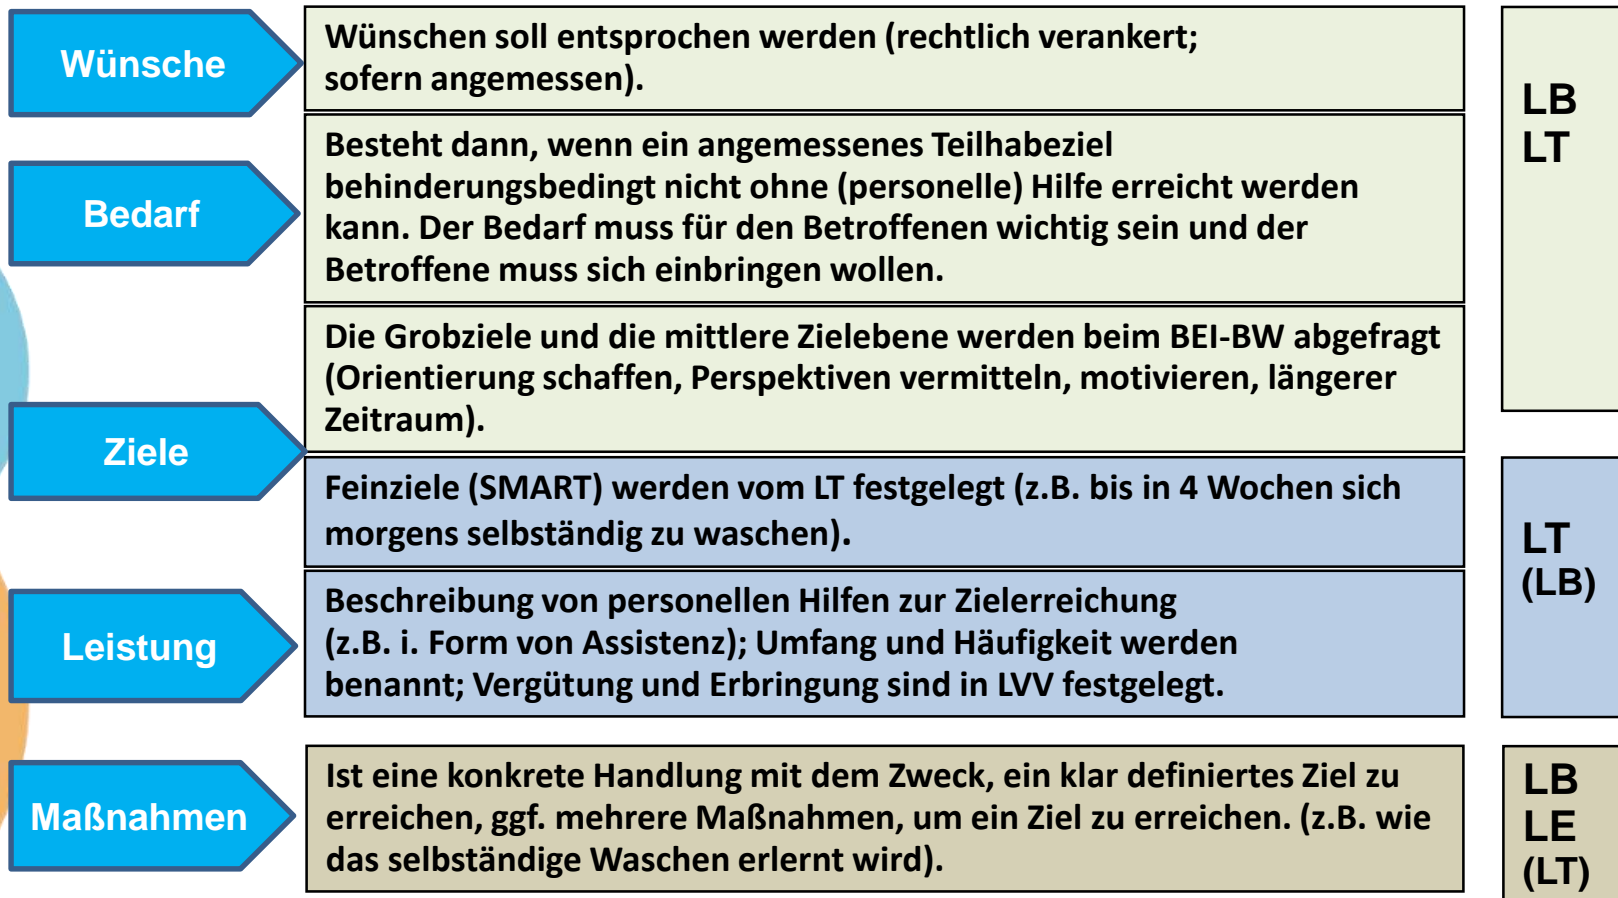 Wünsche
Wünschen soll entsprochen werden (rechtlich verankert;
sofern angemessen).
Bedarf
Besteht dann, wenn ein angemessenes Teilhabeziel
behinderungsbedingt nicht ohne (personelle) Hilfe erreicht werden
kann. Der Bedarf muss für den Betroffenen wichtig sein und der
Betroffene muss sich einbringen wollen.
LB
LT
Ziele
Die Grobziele und die mittlere Zielebene werden beim BEI-BW abgefragt
(Orientierung schaffen, Perspektiven vermitteln, motivieren, längerer
Zeitraum).
Feinziele (SMART) werden vom LT festgelegt (z.B. bis in 4 Wochen sich
morgens selbständig zu waschen).
Leistung
Beschreibung von personellen Hilfen zur Zielerreichung
(z.B. i. Form von Assistenz); Umfang und Häufigkeit werden
benannt; Vergütung und Erbringung sind in LVV festgelegt.
LT
(LB)
Maßnahmen
Ist eine konkrete Handlung mit dem Zweck, ein klar definiertes Ziel zu
erreichen, ggf. mehrere Maßnahmen, um ein Ziel zu erreichen. (z.B. wie
das selbständige Waschen erlernt wird).
LB
LE
(LT)